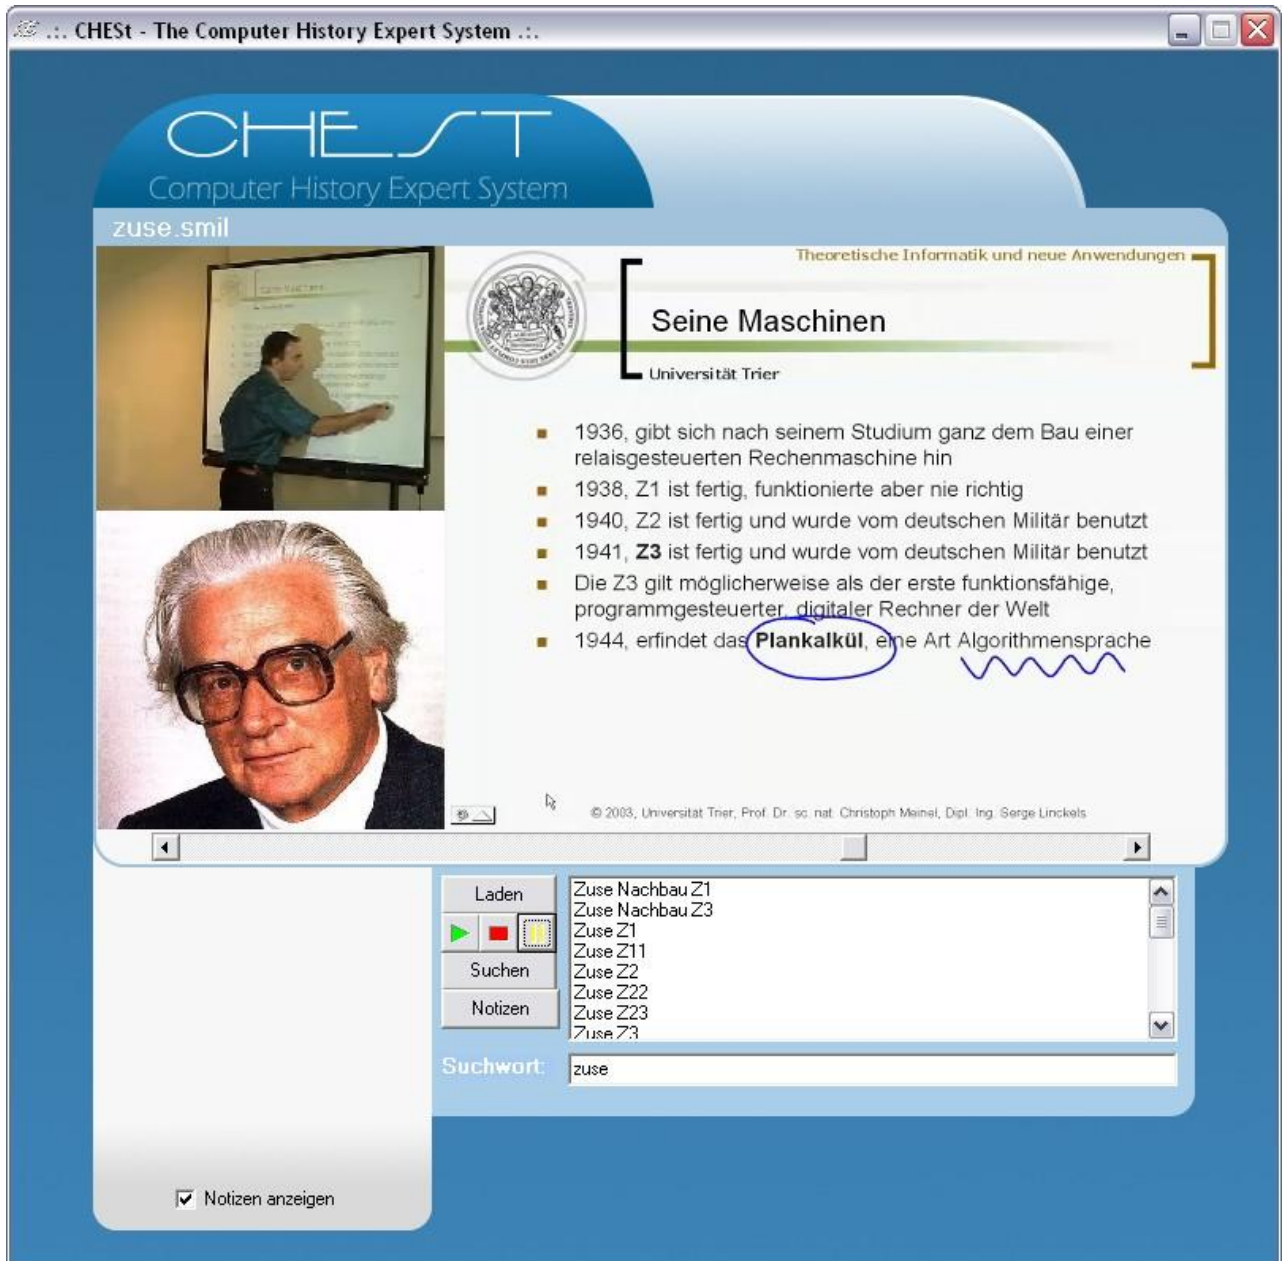 .:. CHESt - The Computer History Expert System .:.
CHEST
Computer History Expert System
zuse.smil
Theoretische Informatik und neue Anwendungen
Seine Maschinen
Universität Trier
1936, gibt sich nach seinem Studium ganz dem Bau einer
relaisgesteuerten Rechenmaschine hin
1938, Z1 ist fertig, funktionierte aber nie richtig
1940, Z2 ist fertig und wurde vom deutschen Militär benutzt
1941, Z3 ist fertig und wurde vom deutschen Militär benutzt
Die Z3 gilt möglicherweise als der erste funktionsfähige,
programmgesteuerter, digitaler Rechner der Welt
1944, erfindet das Plankalkül, eine Art Algorithmensprache
© 2003, Universität Trier, Prof. Dr. sc. nat. Christoph Meinel, Dipl. Ing. Serge Linckels
Laden
Suchen
Notizen
Zuse Nachbau Z1
Zuse Nachbau Z3
Zuse Z1
Zuse Z11
Zuse Z2
Zuse Z22
Zuse Z23
Zuse Z3
Suchwort:
zuse
Notizen anzeigen